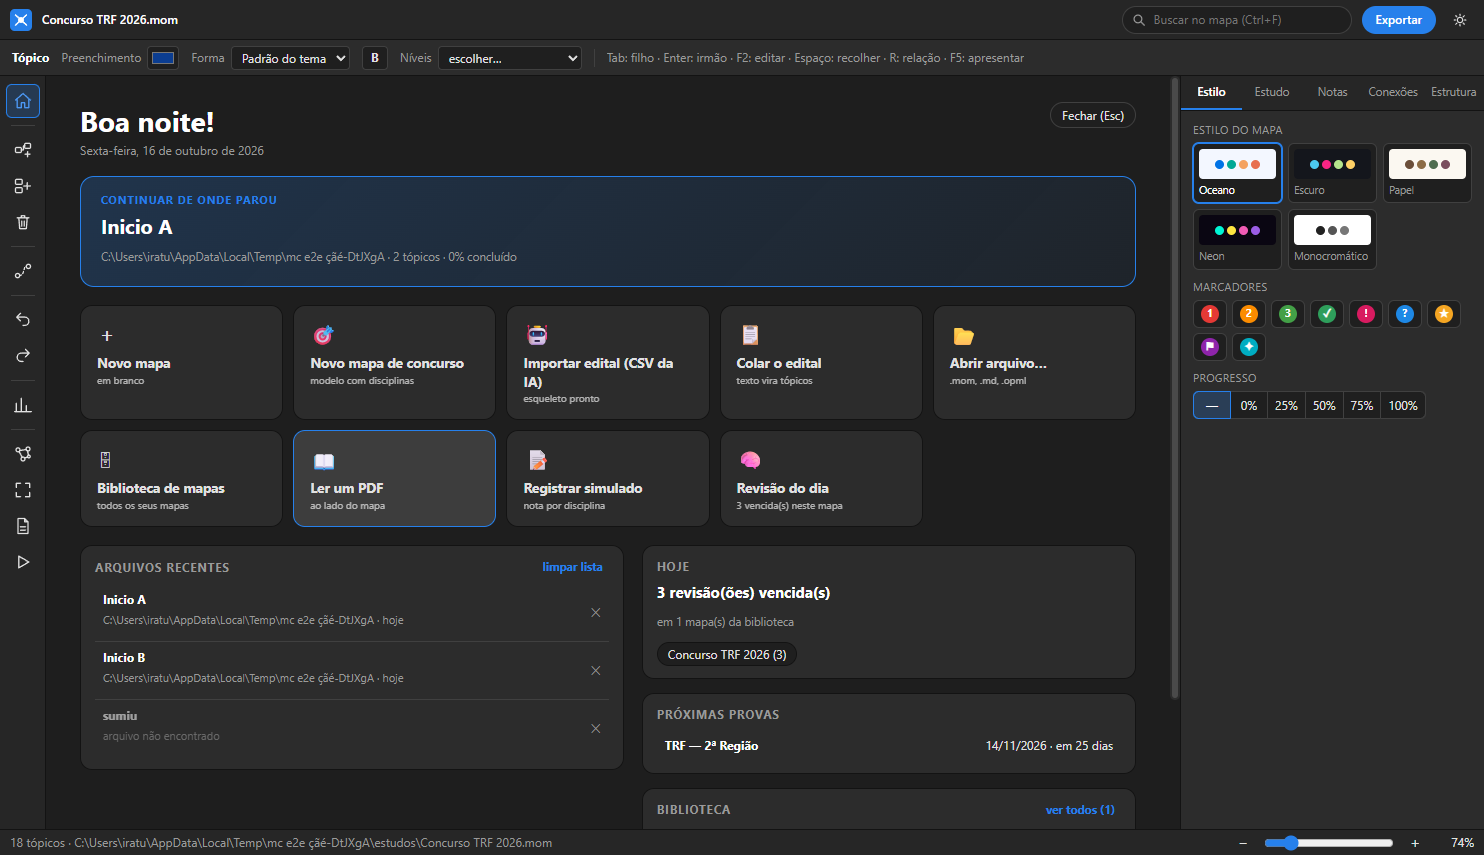 Concurso TRF 2026.mom
Buscar no mapa (Ctrl+F)
Exportar
Tópico
Preenchimento
Forma
Padrão do tema
B
Níveis
escolher...
Tab: filho · Enter: irmão · F2: editar · Espaço: recolher · R: relação · F5: apresentar
Boa noite!
Sexta-feira, 16 de outubro de 2026
Fechar (Esc)
CONTINUAR DE ONDE PAROU
Inicio A
C:\Users\iratu\AppData\Local\Temp\mc e2e çãé-DtJXgA · 2 tópicos · 0% concluído
Novo mapa
em branco
Novo mapa de concurso
modelo com disciplinas
Importar edital (CSV da
IA)
esqueleto pronto
Colar o edital
texto vira tópicos
Abrir arquivo...
.mom, .md, .opml
Biblioteca de mapas
todos os seus mapas
Ler um PDF
ao lado do mapa
Registrar simulado
nota por disciplina
Revisão do dia
3 vencida(s) neste mapa
ARQUIVOS RECENTES
limpar lista
Inicio A
C:\Users\iratu\AppData\Local\Temp\mc e2e çãé-DtJXgA · hoje
Inicio B
C:\Users\iratu\AppData\Local\Temp\mc e2e çãé-DtJXgA · hoje
sumiu
arquivo não encontrado
HOJE
3 revisão(ões) vencida(s)
em 1 mapa(s) da biblioteca
Concurso TRF 2026 (3)
PRÓXIMAS PROVAS
TRF — 2ª Região
14/11/2026 · em 25 dias
BIBLIOTECA
ver todos (1)
Estilo
Estudo
Notas
Conexões
Estrutura
ESTILO DO MAPA
Oceano
Escuro
Papel
Neon
Monocromático
MARCADORES
1
2
3
!
?
PROGRESSO
—
0%
25%
50%
75%
100%
18 tópicos · C:\Users\iratu\AppData\Local\Temp\mc e2e çãé-DtJXgA\estudos\Concurso TRF 2026.mom
74%